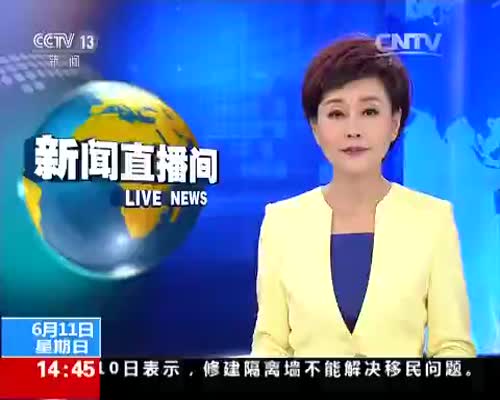 CCTV 13
新闻
CNTV
新闻直播间
LIVE NEWS
6月11日
星期日
14:45
10日表示，修建隔离墙不能解决移民问题。